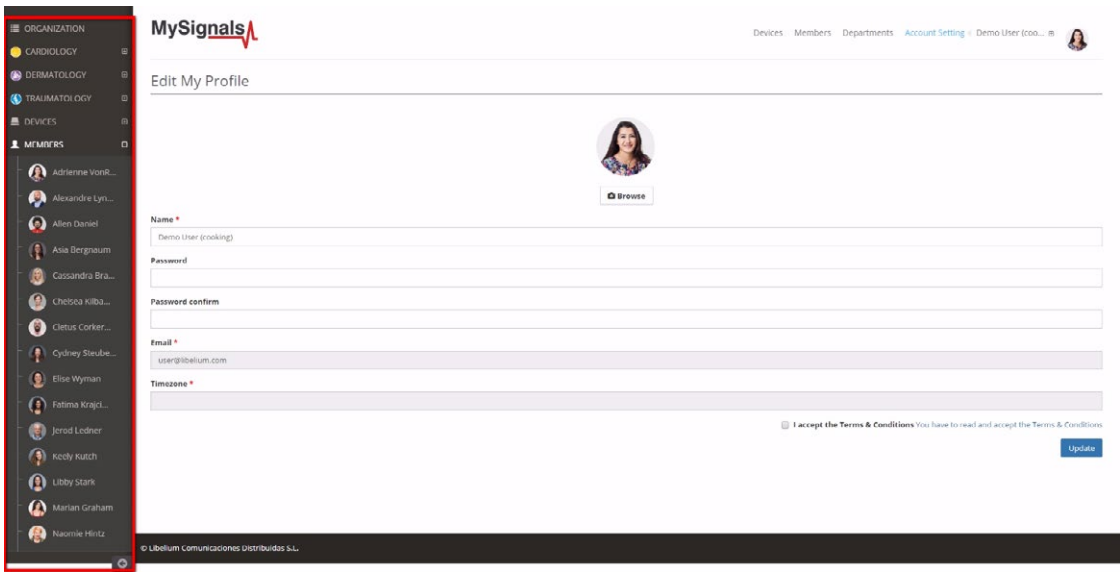 ORGANIZATION
CARDIOLOGY
DERMATOLOGY
TRAUMATOLOGY
DEVICES
MEMBERS
Adrienne VonR...
Alexandre Lyn...
Allen Daniel
Asia Bergnaum
Cassandra Bra...
Chelsea Kilba...
Cletus Corker...
Cydney Steube...
Elise Wyman
Fatima Krajci...
Jerod Ledner
Keely Kutch
Libby Stark
Marian Graham
Naomie Hintz
MySignals
Devices Members Departments Account Setting Demo User (coo...
Edit My Profile
Browse
Name *
Demo User (cooking)
Password
Password confirm
Email *
user@libelium.com
Timezone *
I accept the Terms & Conditions You have to read and accept the Terms & Conditions
Update
© Libelium Comunicaciones Distribuidas S.L.